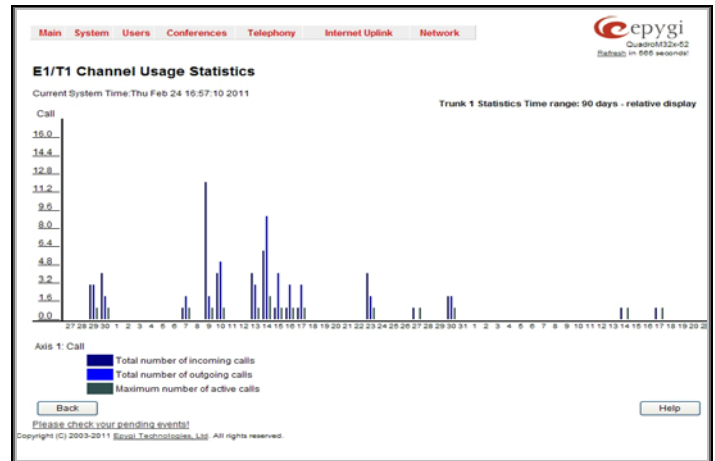 Main System Users Conferences Telephony Internet Uplink Network
epygi
QuadroM32x-52
Refresh in 666 seconds!
E1/T1 Channel Usage Statistics
Current System Time:Thu Feb 24 16:57:10 2011
Trunk 1 Statistics Time range: 90 days - relative display
Call
16.0
14.4
12.8
11.2
9.6
8.0
6.4
4.8
3.2
1.6
0.0
27 28 29 30 1 2 3 4 5 6 7 8 9 10 11 12 13 14 15 16 17 18 19 20 21 22 23 24 25 26 27 28 29 30 31 1 2 3 4 5 6 7 8 9 10 11 12 13 14 15 16 17 18 19 20
Axis 1: Call
Total number of incoming calls
Total number of outgoing calls
Maximum number of active calls
Back Help
Please check your pending events!
Copyright (C) 2003-2011 Epygi Technologies, Ltd. All rights reserved.